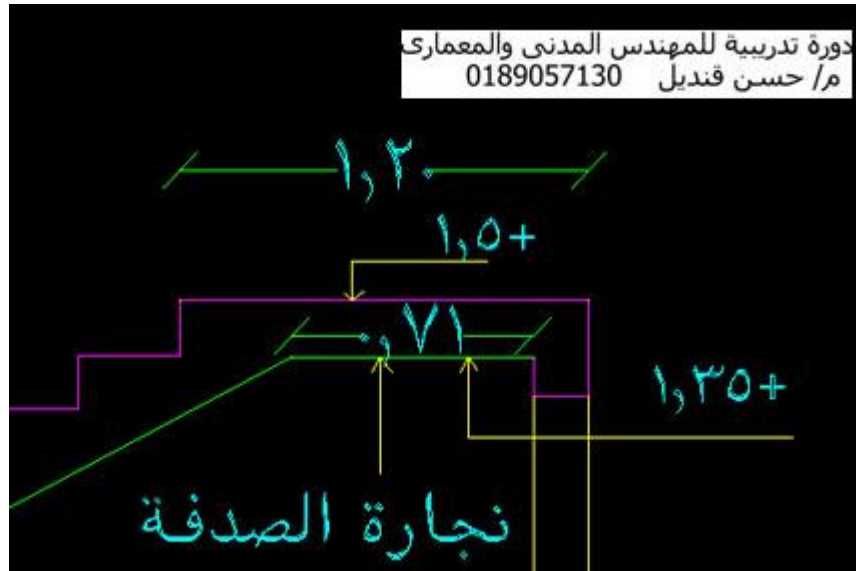 دورة تدريبية للمهندس المدنى والمعمارى
م/ حسن قنديل 0189057130
١,٢٠
١,٥+
٠,٧١
١,٣٥+
نجارة الصدفة